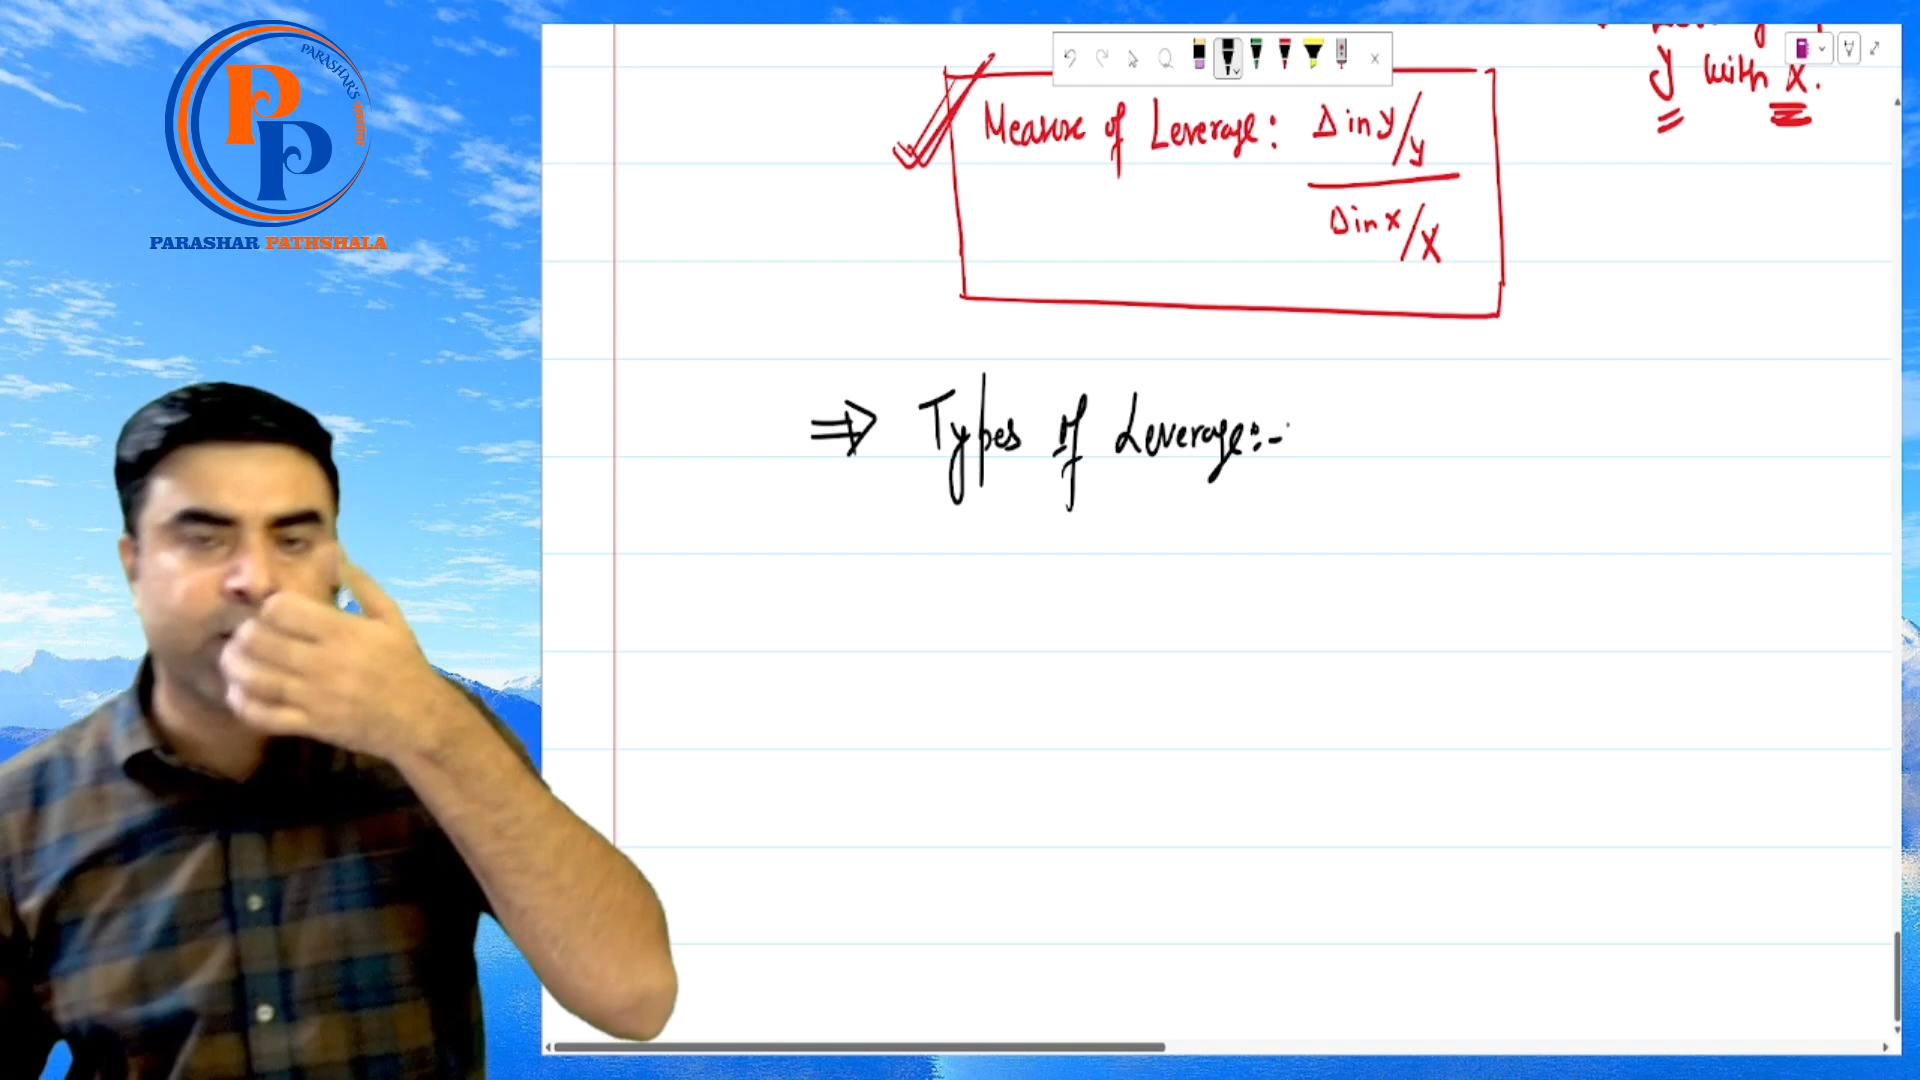 PARASHAR'S
PP
PARASHAR PATHSHALA
y with x.
Measure of Leverage: Δ in y/y
Δ in x/x
⇒ Types of Leverage:-